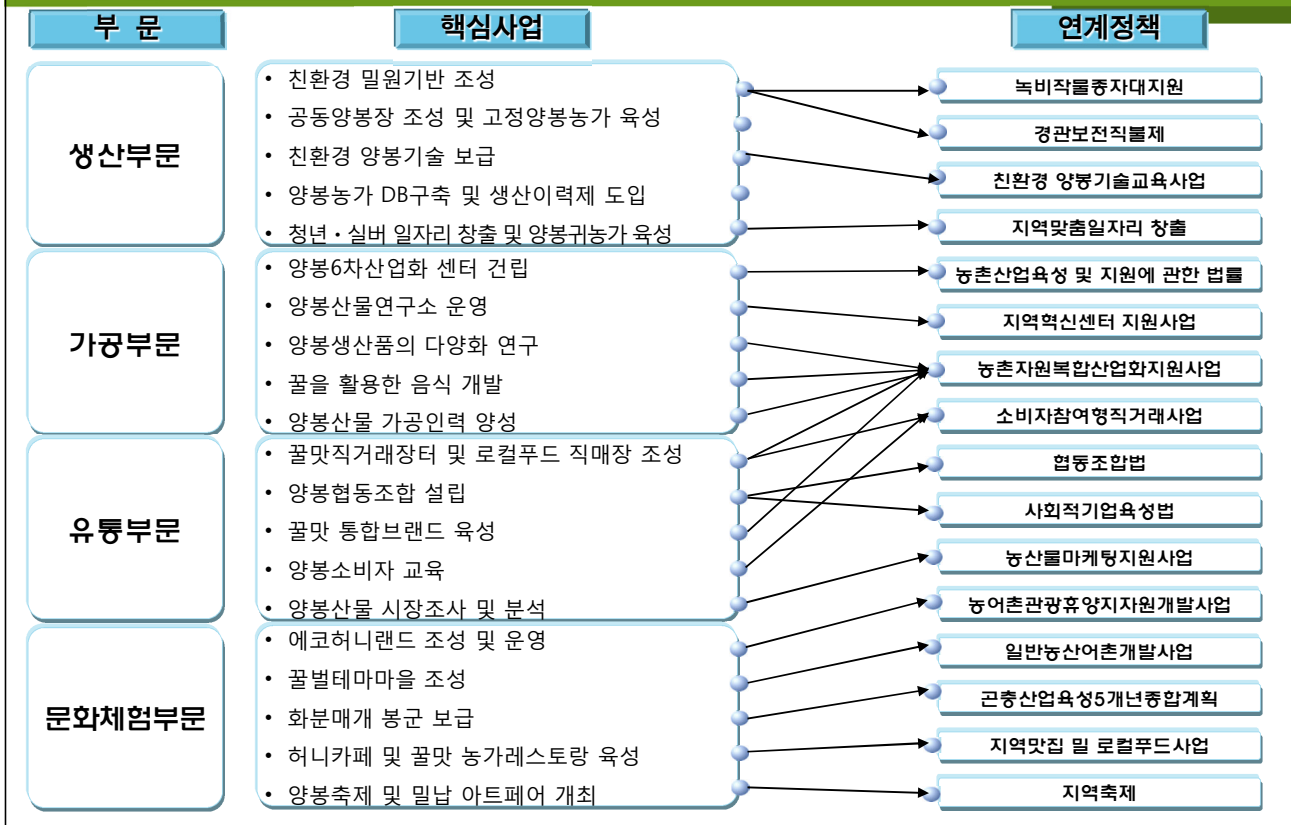 부 문
핵심사업
연계정책
생산부문
• 친환경 밀원기반 조성
• 공동양봉장 조성 및 고정양봉농가 육성
• 친환경 양봉기술 보급
• 양봉농가 DB구축 및 생산이력제 도입
• 청년・실버 일자리 창출 및 양봉귀농가 육성
가공부문
• 양봉6차산업화 센터 건립
• 양봉산물연구소 운영
• 양봉생산품의 다양화 연구
• 꿀을 활용한 음식 개발
• 양봉산물 가공인력 양성
유통부문
• 꿀맛직거래장터 및 로컬푸드 직매장 조성
• 양봉협동조합 설립
• 꿀맛 통합브랜드 육성
• 양봉소비자 교육
• 양봉산물 시장조사 및 분석
문화체험부문
• 에코허니랜드 조성 및 운영
• 꿀벌테마마을 조성
• 화분매개 봉군 보급
• 허니카페 및 꿀맛 농가레스토랑 육성
• 양봉축제 및 밀납 아트페어 개최
녹비작물종자대지원
경관보전직불제
친환경 양봉기술교육사업
지역맞춤일자리 창출
농촌산업육성 및 지원에 관한 법률
지역혁신센터 지원사업
농촌자원복합산업화지원사업
소비자참여형직거래사업
협동조합법
사회적기업육성법
농산물마케팅지원사업
농어촌관광휴양지자원개발사업
일반농산어촌개발사업
곤충산업육성5개년종합계획
지역맛집 밀 로컬푸드사업
지역축제